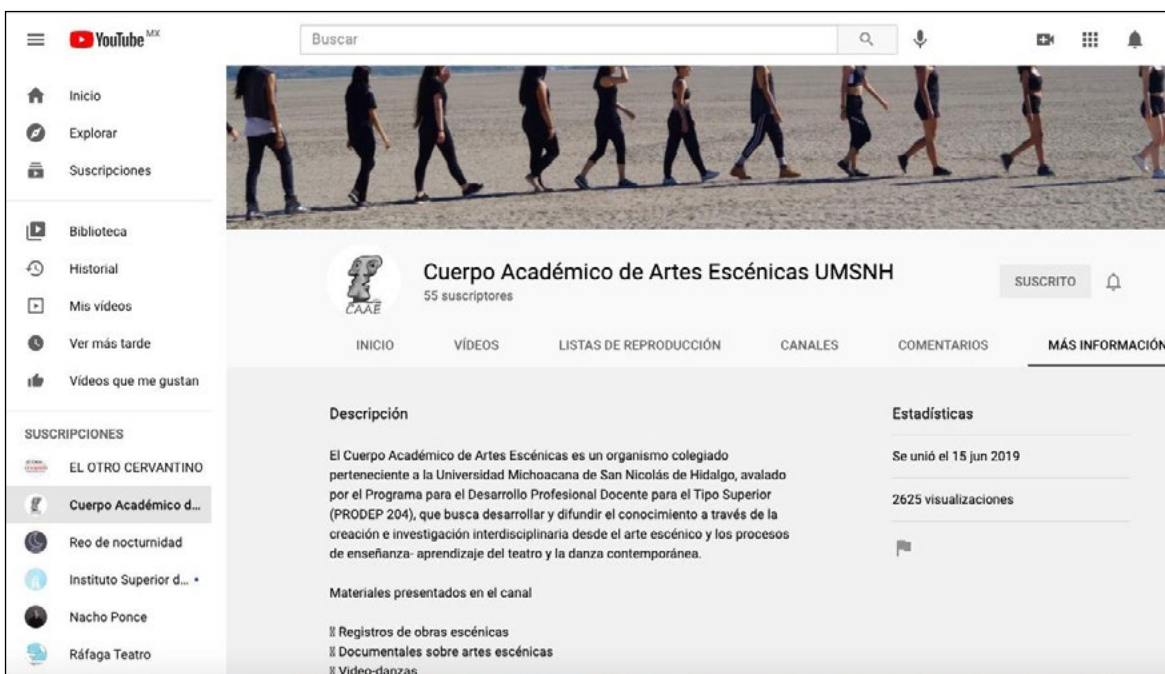 YouTube MX
Buscar
Inicio
Explorar
Suscripciones
Biblioteca
Historial
Mis vídeos
Ver más tarde
Vídeos que me gustan
SUSCRIPCIONES
EL OTRO CERVANTINO
Cuerpo Académico d...
Reo de nocturnidad
Instituto Superior d...
Nacho Ponce
Ráfaga Teatro
CAAE
Cuerpo Académico de Artes Escénicas UMSNH
55 suscriptores
SUSCRITO
INICIO VÍDEOS LISTAS DE REPRODUCCIÓN CANALES COMENTARIOS MÁS INFORMACIÓN
Descripción
El Cuerpo Académico de Artes Escénicas es un organismo colegiado
perteneciente a la Universidad Michoacana de San Nicolás de Hidalgo, avalado
por el Programa para el Desarrollo Profesional Docente para el Tipo Superior
(PRODEP 204), que busca desarrollar y difundir el conocimiento a través de la
creación e investigación interdisciplinaria desde el arte escénico y los procesos
de enseñanza- aprendizaje del teatro y la danza contemporánea.
Materiales presentados en el canal
Registros de obras escénicas
Documentales sobre artes escénicas
Video-danzas
Estadísticas
Se unió el 15 jun 2019
2625 visualizaciones